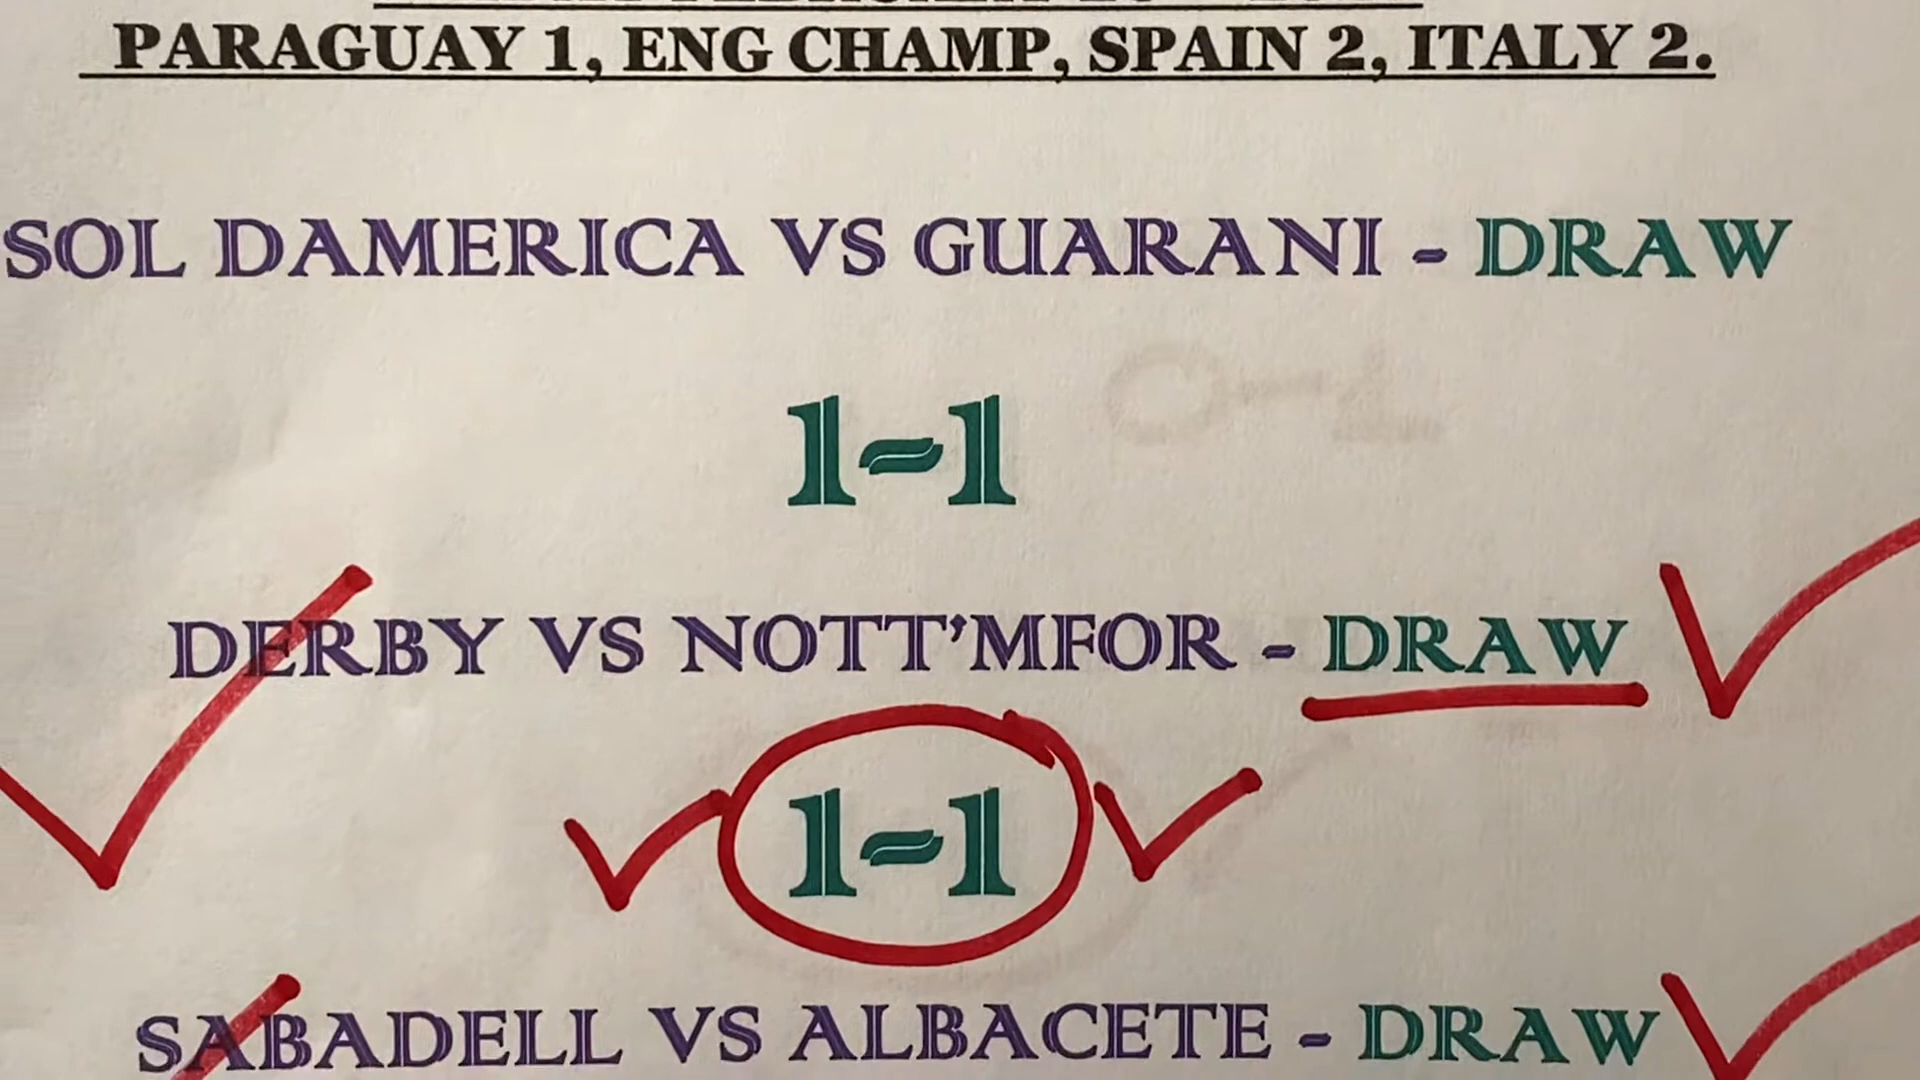 PARAGUAY 1, ENG CHAMP, SPAIN 2, ITALY 2.
SOL DAMERICA VS GUARANI - DRAW
1-1
DERBY VS NOTT'MFOR - DRAW
1-1
SABADELL VS ALBACETE - DRAW